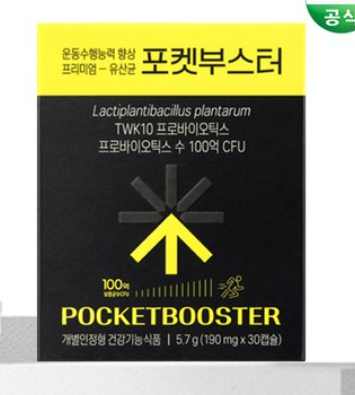 공식
운동수행능력 향상
프리미엄 – 유산균
포켓부스터
Lactiplantibacillus plantarum
TWK10 프로바이오틱스
프로바이오틱스 수 100억 CFU
100억
POCKETBOOSTER
개별인정형 건강기능식품 | 5.7 g (190 mg x 30캡슐)